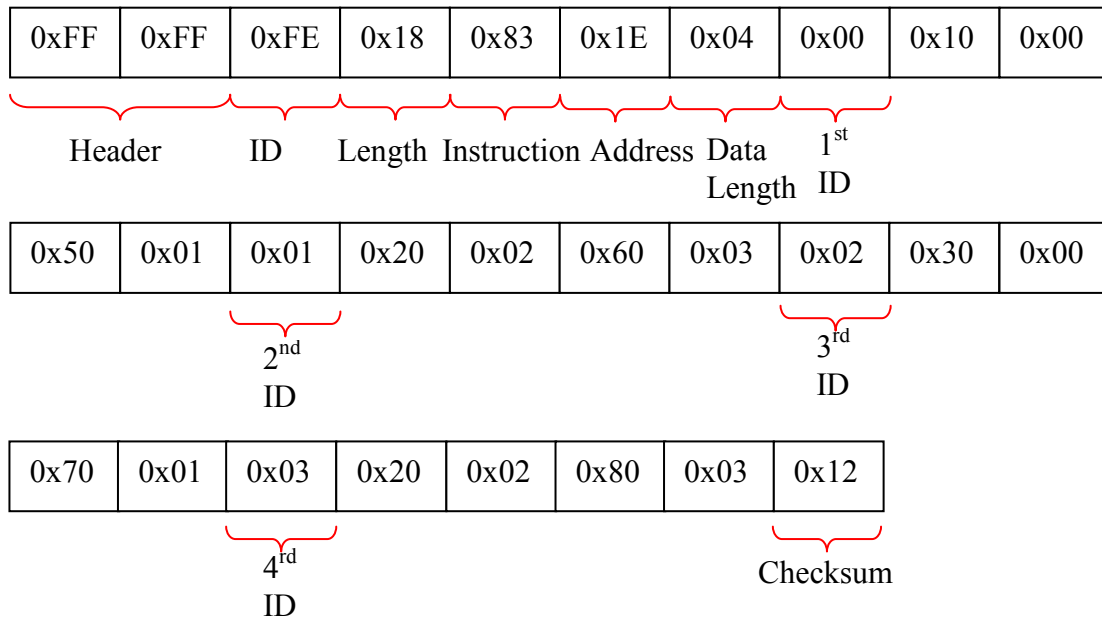 0xFF 0xFF 0xFE 0x18 0x83 0x1E 0x04 0x00 0x10 0x00
Header ID Length Instruction Address Data Length 1st ID
0x50 0x01 0x01 0x20 0x02 0x60 0x03 0x02 0x30 0x00
2nd ID 3rd ID
0x70 0x01 0x03 0x20 0x02 0x80 0x03 0x12
4rd ID Checksum